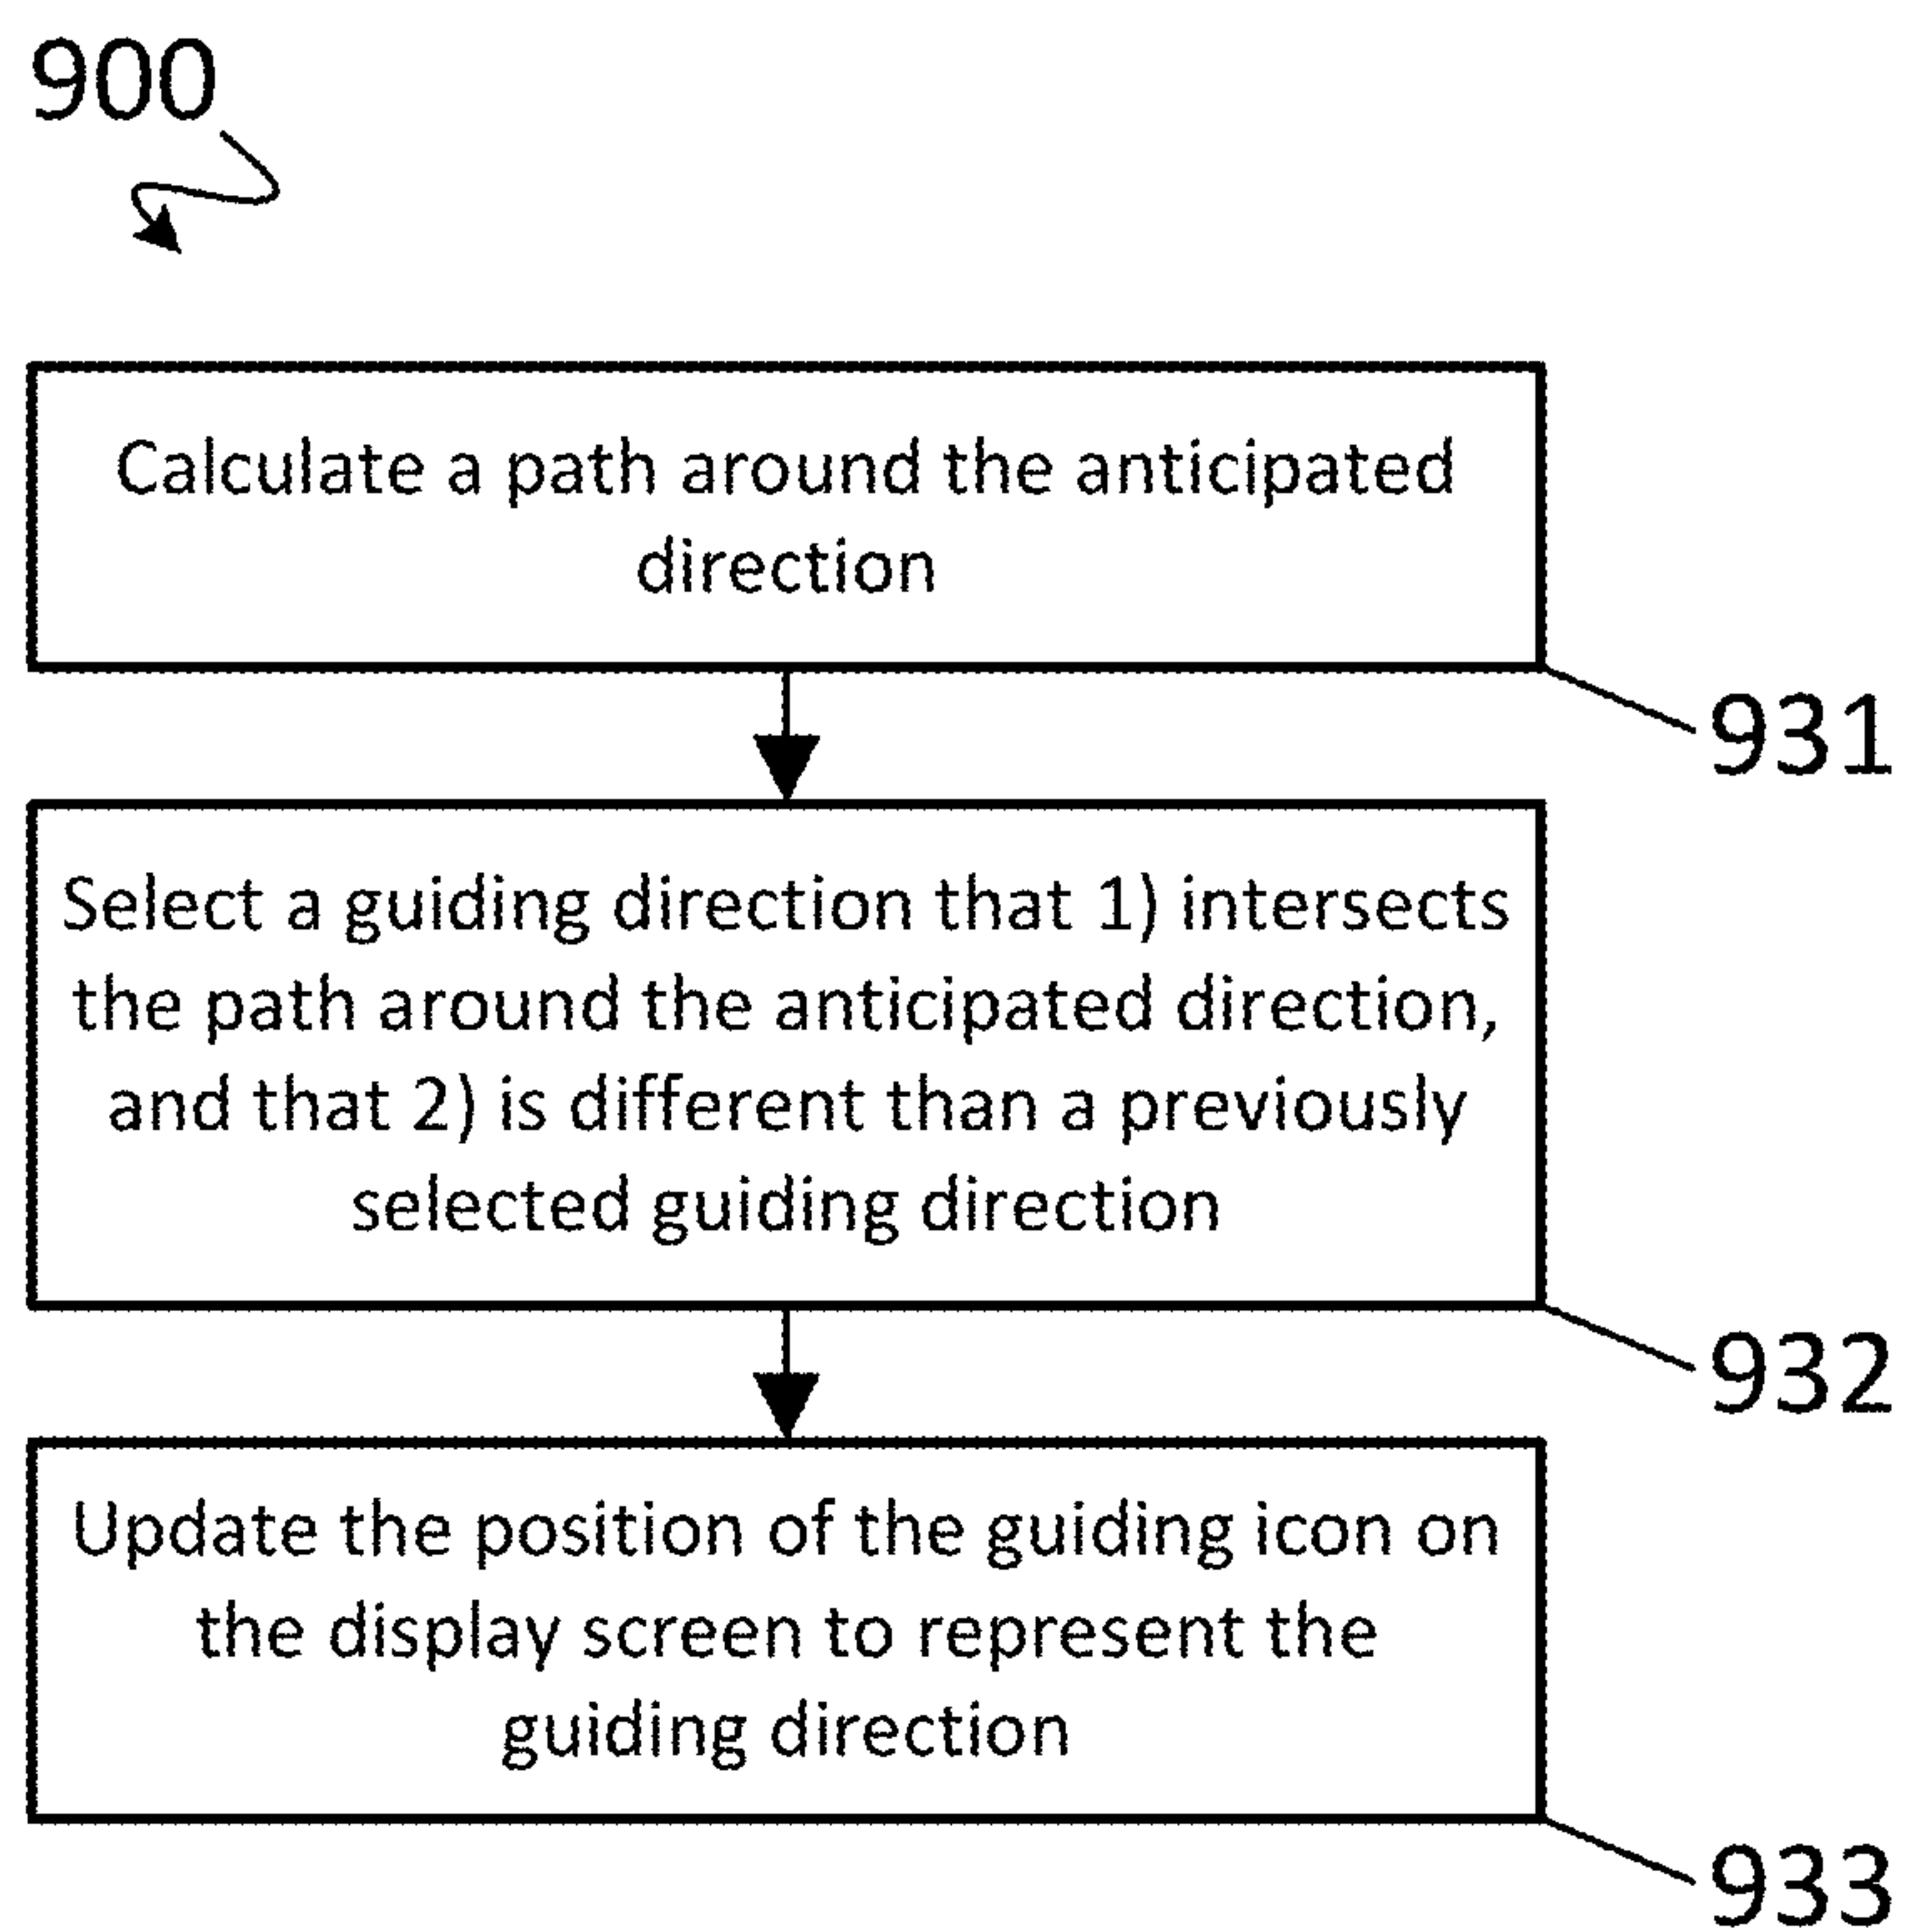 900
Calculate a path around the anticipated
direction
931
Select a guiding direction that 1) intersects
the path around the anticipated direction,
and that 2) is different than a previously
selected guiding direction
932
Update the position of the guiding icon on
the display screen to represent the
guiding direction
933